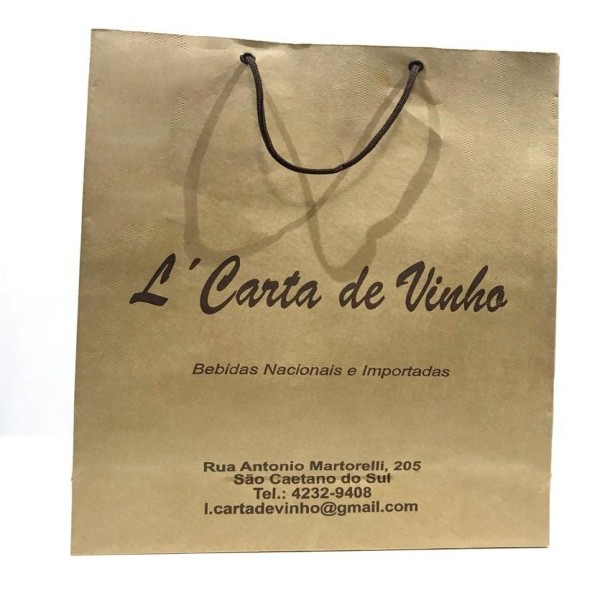 L´Carta de Vinho
Bebidas Nacionais e Importadas
Rua Antonio Martorelli, 205
São Caetano do Sul
Tel.: 4232-9408
l.cartadevinho@gmail.com